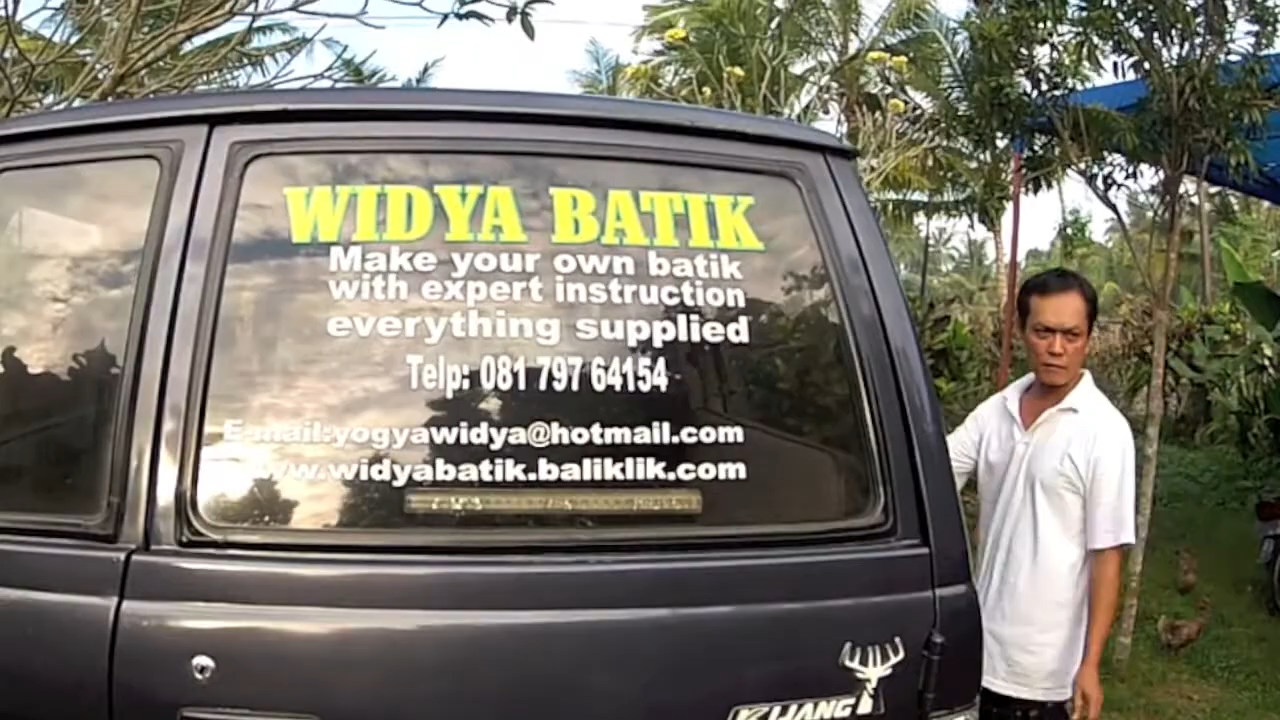 WIDYA BATIK
Make your own batik
with expert instruction
everything supplied
Telp: 081 797 64154
E-mail:yogyawidya@hotmail.com
www.widyabatik.baliklik.com
KIJANG